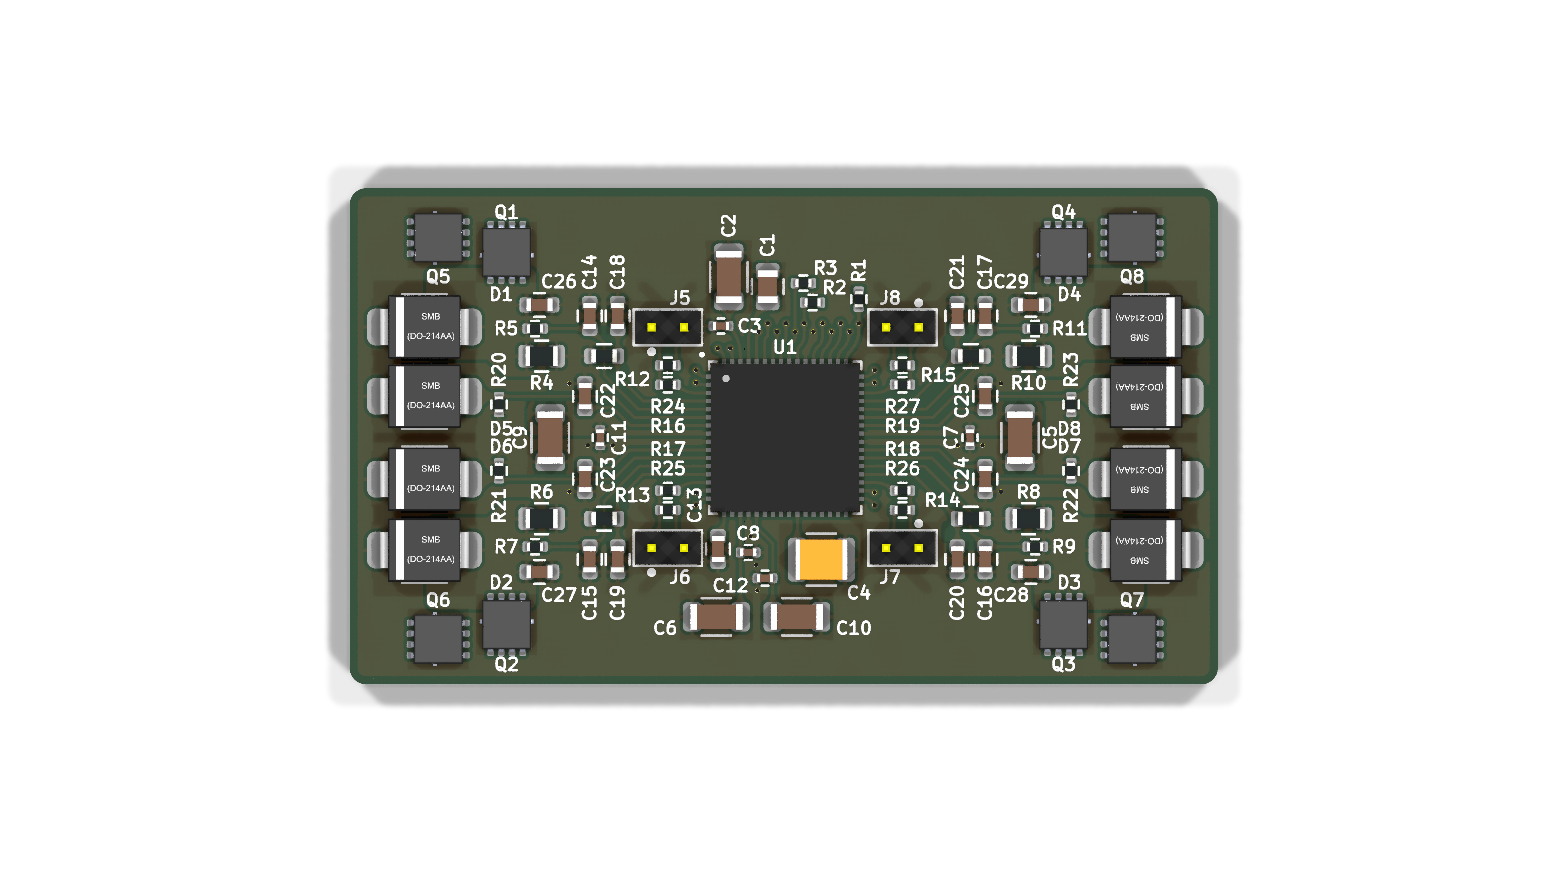 Q1
C2
Q4
C1
Q5
C26
C14
C18
R3
R2
R1
C21
C17
C29
Q8
D1
J5
J8
D4
SMB
(DO-214AA)
R5
C3
R11
SMB
(DO-214AA)
U1
R20
R4
R12
R15
R10
R23
SMB
(DO-214AA)
C22
R24
R27
C25
SMB
(DO-214AA)
D5
C9
C11
R16
R19
C7
C5
D8
D6
R17
R18
D7
SMB
(DO-214AA)
C23
R25
R26
C24
SMB
(DO-214AA)
R21
R6
R13
C13
R14
R8
R22
SMB
(DO-214AA)
R7
C8
R9
SMB
(DO-214AA)
D2
J6
C12
J7
D3
Q6
C27
C15
C19
C4
C20
C16
C28
Q7
C6
C10
Q2
Q3